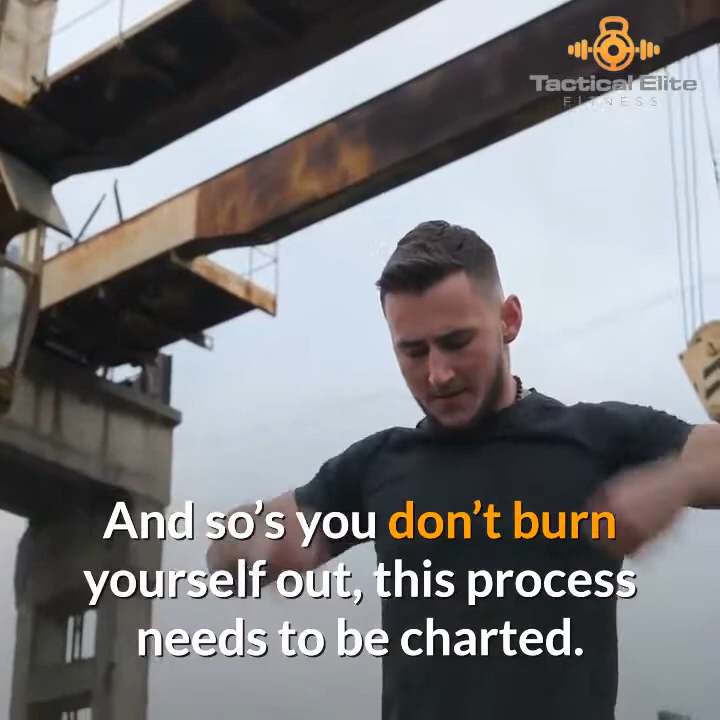 Tactical Elite
FITNESS
And so's you don't burn
yourself out, this process
needs to be charted.